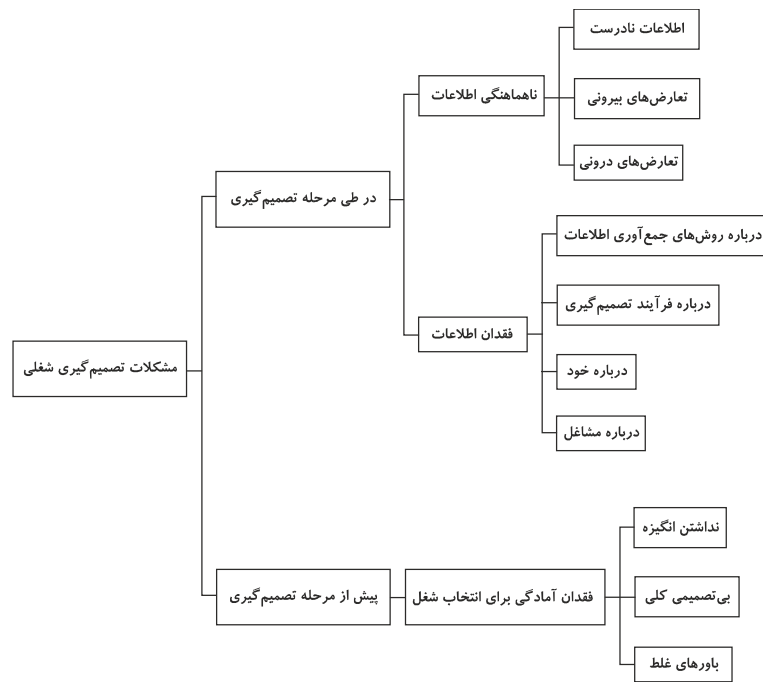 اطلاعات نادرست
ناهماهنگی اطلاعات
تعارض‌های بیرونی
تعارض‌های درونی
در طی مرحله تصمیم‌گیری
درباره روش‌های جمع‌آوری اطلاعات
درباره فرآیند تصمیم‌گیری
فقدان اطلاعات
درباره خود
مشکلات تصمیم‌گیری شغلی
درباره مشاغل
نداشتن انگیزه
پیش از مرحله تصمیم‌گیری
فقدان آمادگی برای انتخاب شغل
بی‌تصمیمی کلی
باورهای غلط